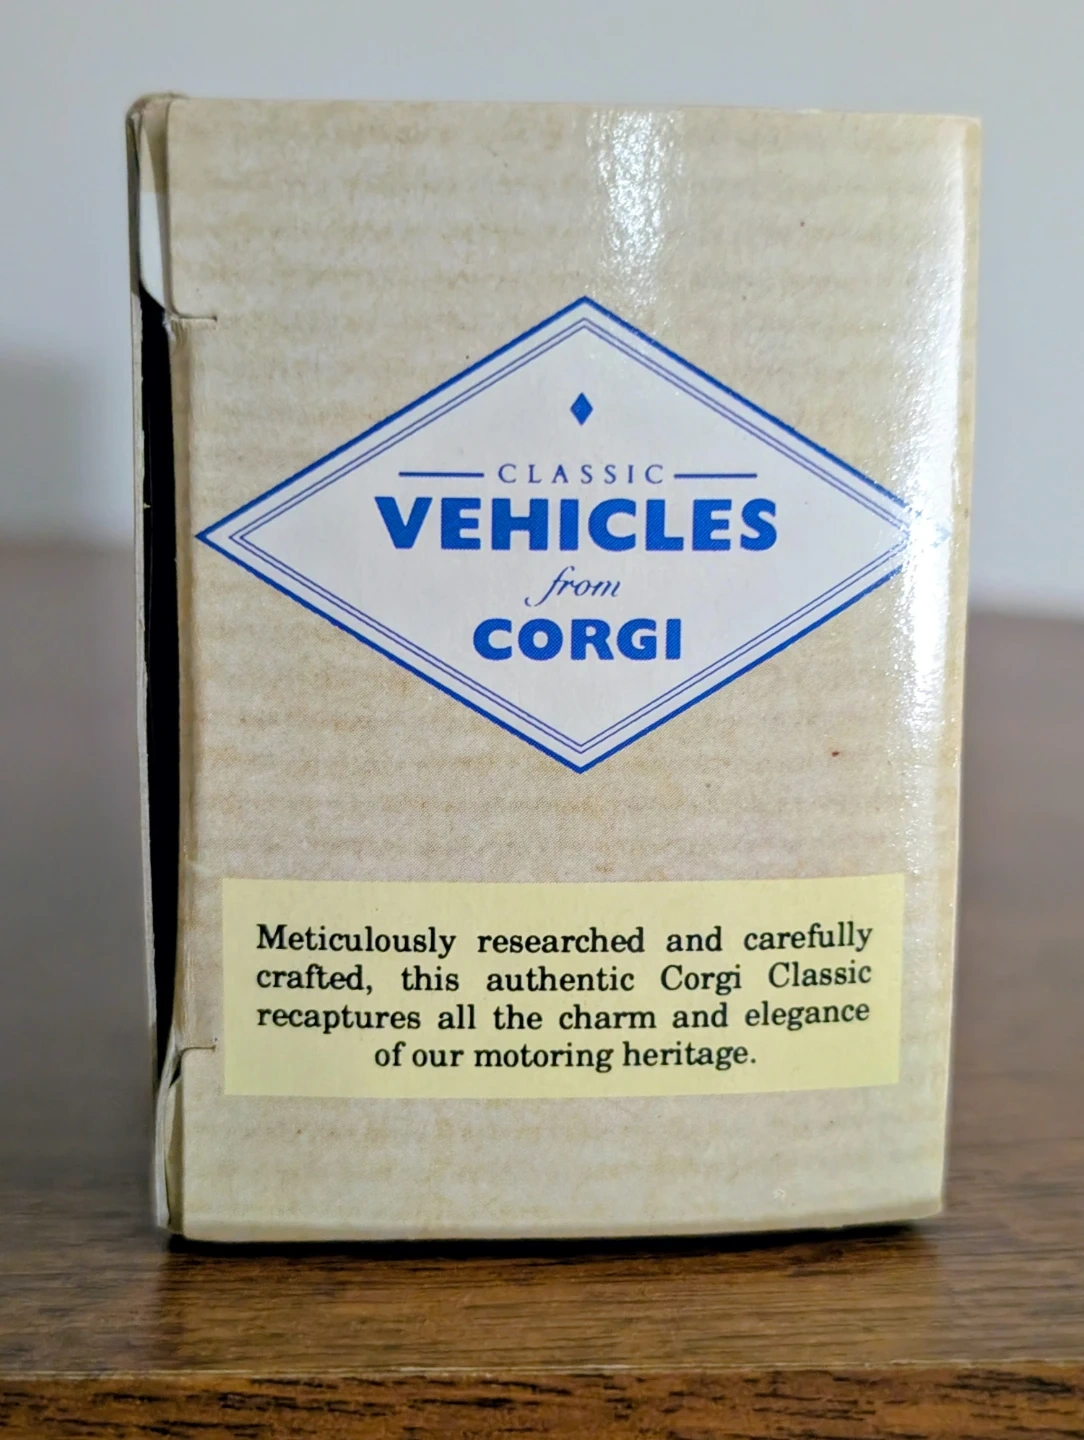 CLASSIC
VEHICLES
from
CORGI
Meticulously researched and carefully
crafted, this authentic Corgi Classic
recaptures all the charm and elegance
of our motoring heritage.